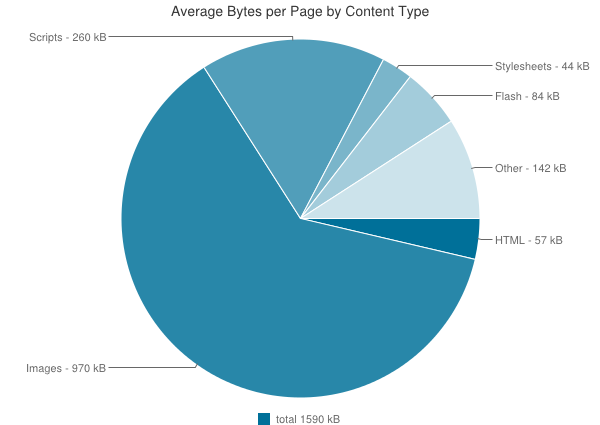 Average Bytes per Page by Content Type
Scripts - 260 kB
Stylesheets - 44 kB
Flash - 84 kB
Other - 142 kB
HTML - 57 kB
Images - 970 kB
total 1590 kB